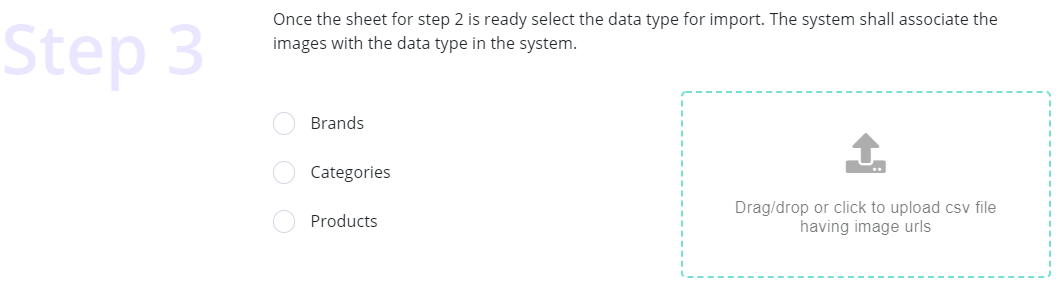 Step 3
Once the sheet for step 2 is ready select the data type for import. The system shall associate the
images with the data type in the system.
Brands
Categories
Products
Drag/drop or click to upload csv file
having image urls